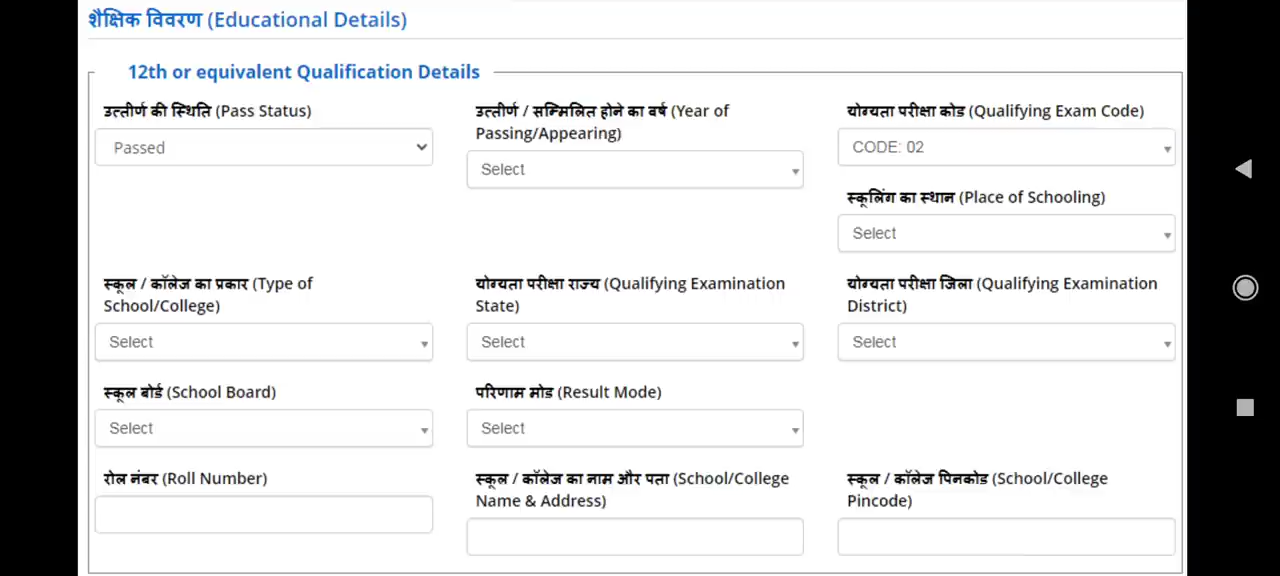 शैक्षिक विवरण (Educational Details)
12th or equivalent Qualification Details
उत्तीर्ण की स्थिति (Pass Status)
Passed
उत्तीर्ण / सम्मिलित होने का वर्ष (Year of
Passing/Appearing)
Select
योग्यता परीक्षा कोड (Qualifying Exam Code)
CODE: 02
स्कूलिंग का स्थान (Place of Schooling)
Select
स्कूल / कॉलेज का प्रकार (Type of
School/College)
Select
योग्यता परीक्षा राज्य (Qualifying Examination
State)
Select
योग्यता परीक्षा जिला (Qualifying Examination
District)
Select
स्कूल बोर्ड (School Board)
Select
परिणाम मोड (Result Mode)
Select
रोल नंबर (Roll Number)
स्कूल / कॉलेज का नाम और पता (School/College
Name & Address)
स्कूल / कॉलेज पिनकोड (School/College
Pincode)